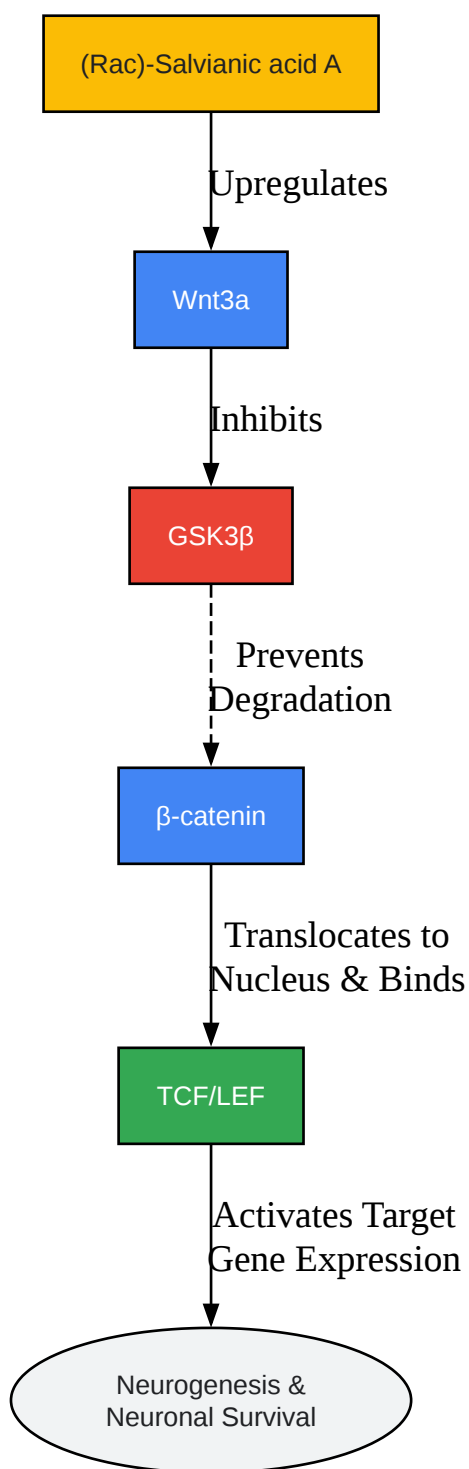 (Rac)-Salvianic acid A
Upregulates
Wnt3a
Inhibits
GSK3β
Prevents
Degradation
β-catenin
Translocates to
Nucleus & Binds
TCF/LEF
Activates Target
Gene Expression
Neurogenesis &
Neuronal Survival